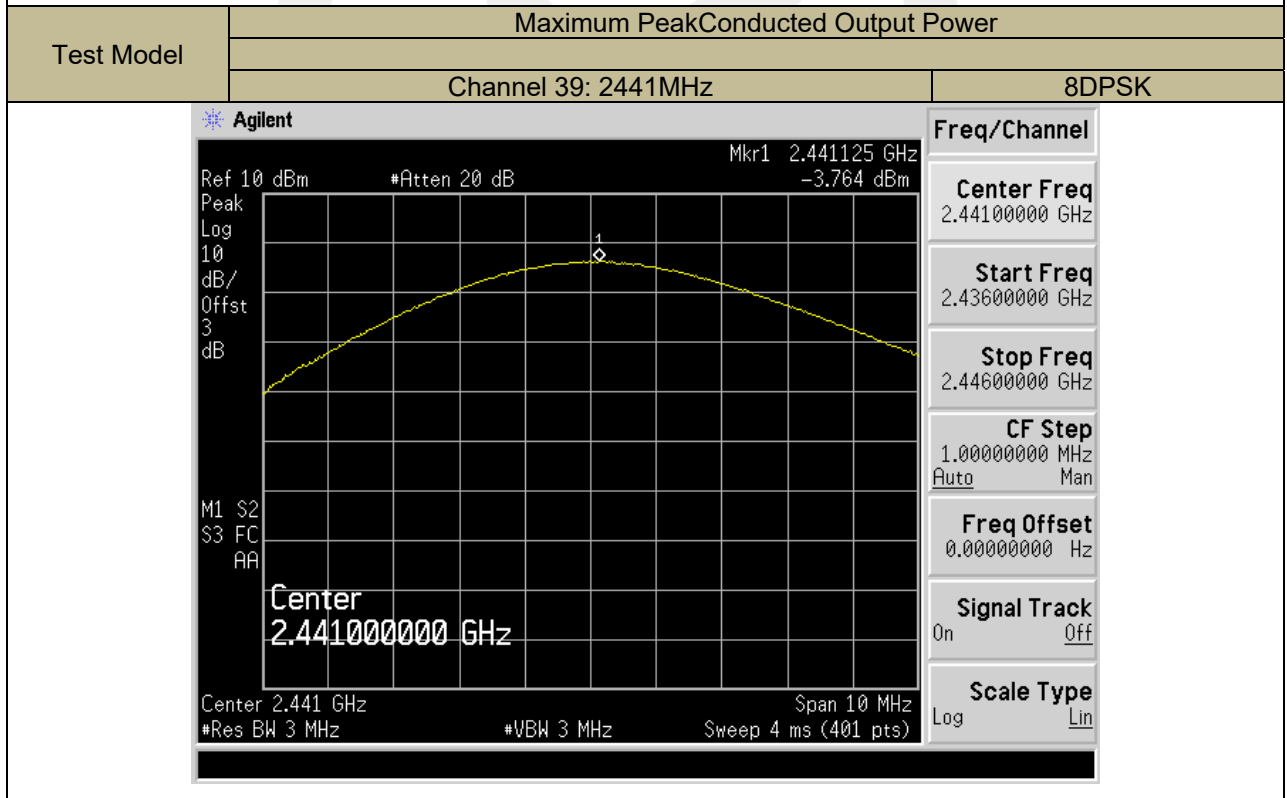 Test Model
Maximum PeakConducted Output Power
Channel 39: 2441MHz 8DPSK
Agilent
Mkr1 2.441125 GHz
Ref 10 dBm #Atten 20 dB -3.764 dBm
Peak
Log
10
dB/
Offst
3
dB
1
M1 S2
S3 FC
AA
Center
2.441000000 GHz
Center 2.441 GHz Span 10 MHz
#Res BW 3 MHz #VBW 3 MHz Sweep 4 ms (401 pts)
Freq/Channel
Center Freq
2.44100000 GHz
Start Freq
2.43600000 GHz
Stop Freq
2.44600000 GHz
CF Step
1.00000000 MHz
Auto Man
Freq Offset
0.00000000 Hz
Signal Track
On Off
Scale Type
Log Lin